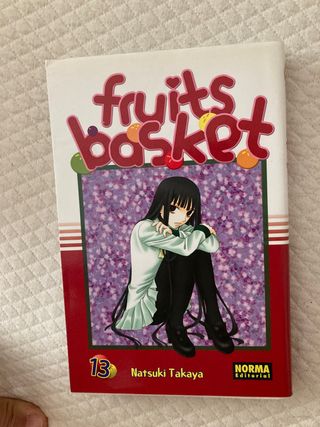 fruits
basket
13
Natsuki Takaya
NORMA
Editorial